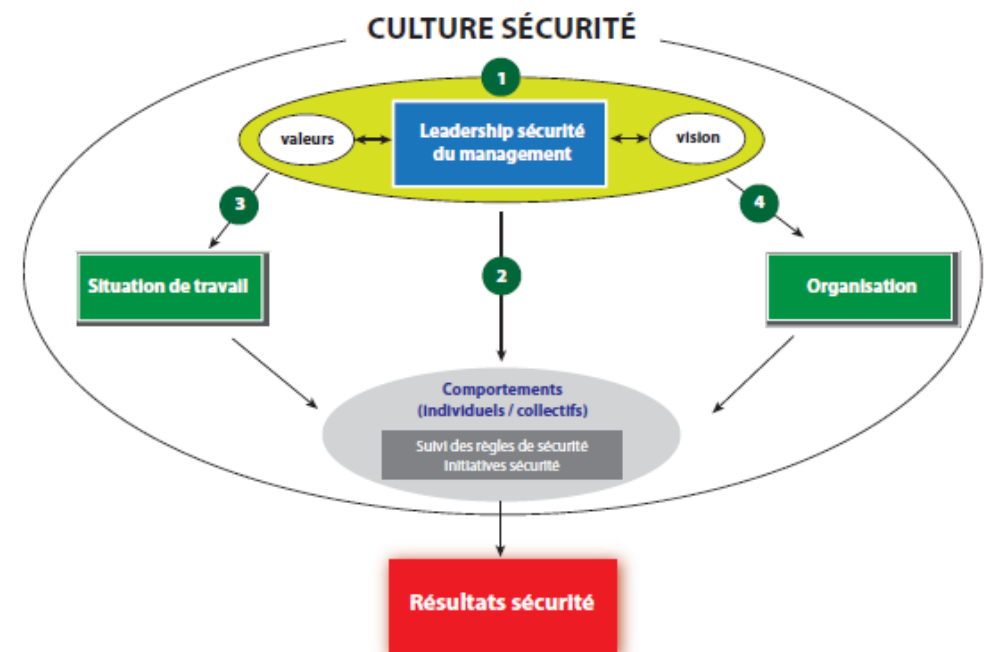 CULTURE SÉCURITÉ
1
valeurs
Leadership sécurité
du management
vision
3
4
2
Situation de travail
Organisation
Comportements
(individuels / collectifs)
Suivi des règles de sécurité
Initiatives sécurité
Résultats sécurité